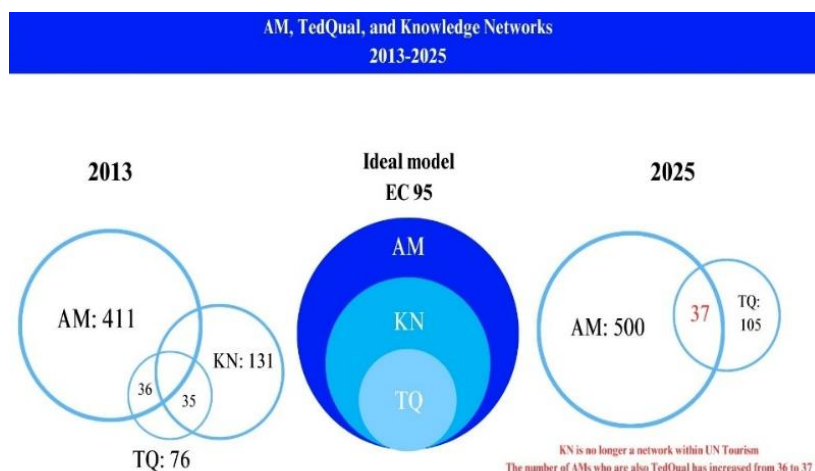 AM, TedQual, and Knowledge Networks
2013-2025
2013
AM: 411
KN: 131
36
35
TQ: 76
Ideal model
EC 95
AM
KN
TQ
2025
AM: 500
37
TQ:
105
KN is no longer a network within UN Tourism
The number of AMs who are also TedQual has increased from 36 to 37